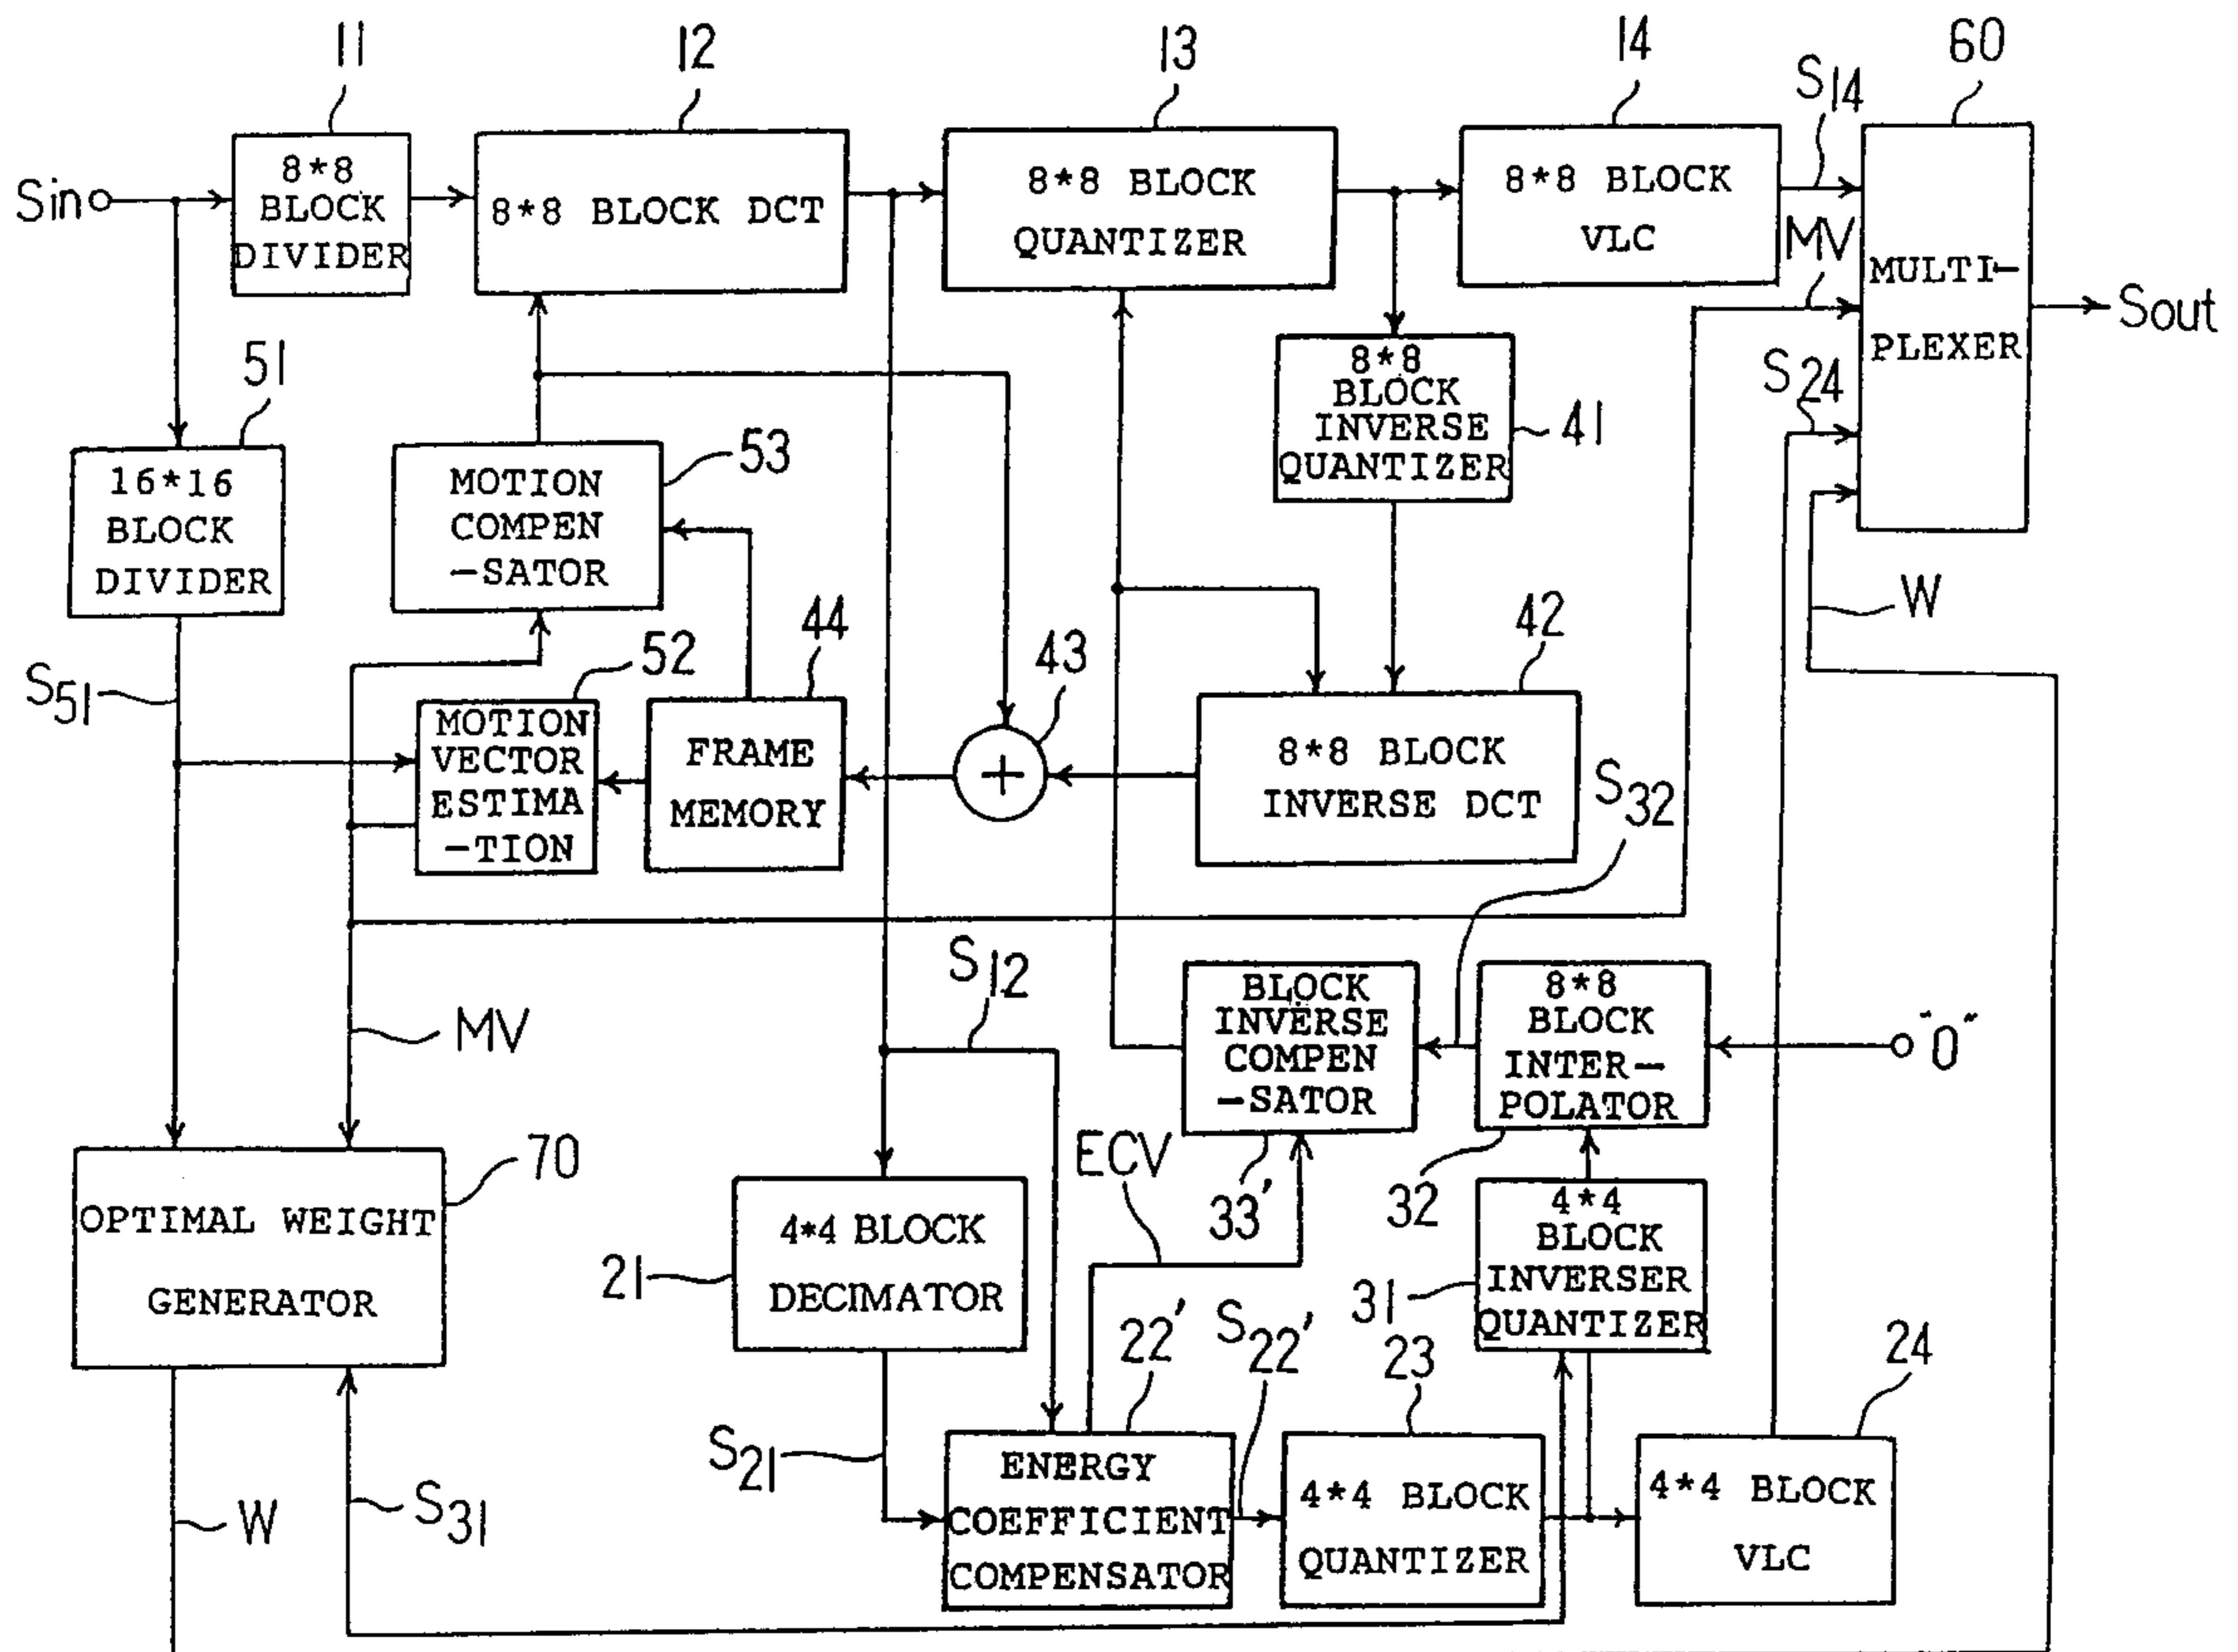 11
12
13
14
60
S14
Sin
8*8
BLOCK
DIVIDER
8*8 BLOCK DCT
8*8 BLOCK
QUANTIZER
8*8 BLOCK
VLC
MV
MULTI-
PLEXER
Sout
51
16*16
BLOCK
DIVIDER
53
MOTION
COMPEN
-SATOR
8*8
BLOCK
INVERSE
QUANTIZER
41
S24
W
S51
52
MOTION
VECTOR
ESTIMA
-TION
44
FRAME
MEMORY
43
+
42
8*8 BLOCK
INVERSE DCT
S32
MV
S12
BLOCK
INVERSE
COMPEN
-SATOR
33'
8*8
BLOCK
INTER-
POLATOR
32
"0"
70
OPTIMAL WEIGHT
GENERATOR
21
4*4 BLOCK
DECIMATOR
ECV
31
4*4
BLOCK
INVERSER
QUANTIZER
W
S31
S21
22'
ENERGY
COEFFICIENT
COMPENSATOR
S22'
23
4*4 BLOCK
QUANTIZER
24
4*4 BLOCK
VLC